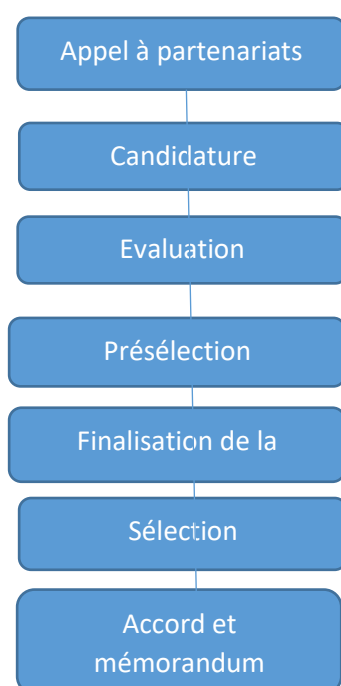 Appel à partenariats
Candidature
Evaluation
Présélection
Finalisation de la
Sélection
Accord et
mémorandum